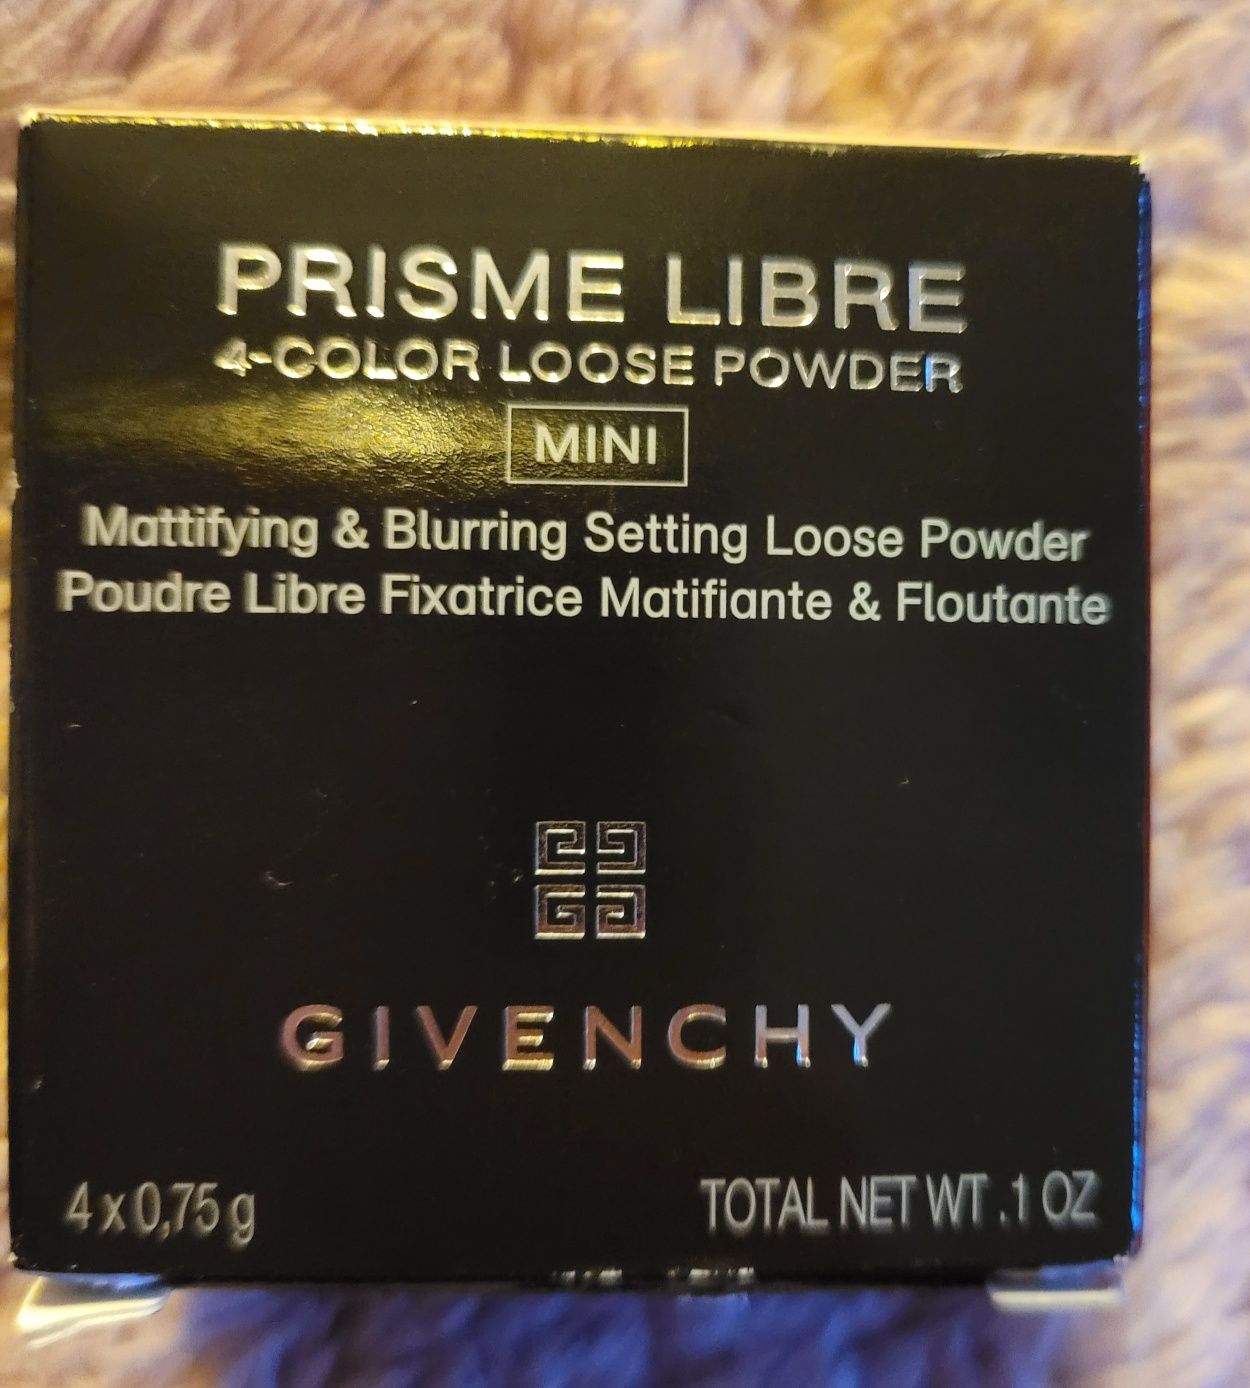 PRISME LIBRE
4-COLOR LOOSE POWDER
MINI
Mattifying & Blurring Setting Loose Powder
Poudre Libre Fixatrice Matifiante & Floutante
GIVENCHY
4 x 0,75 g
TOTAL NET WT .1 OZ